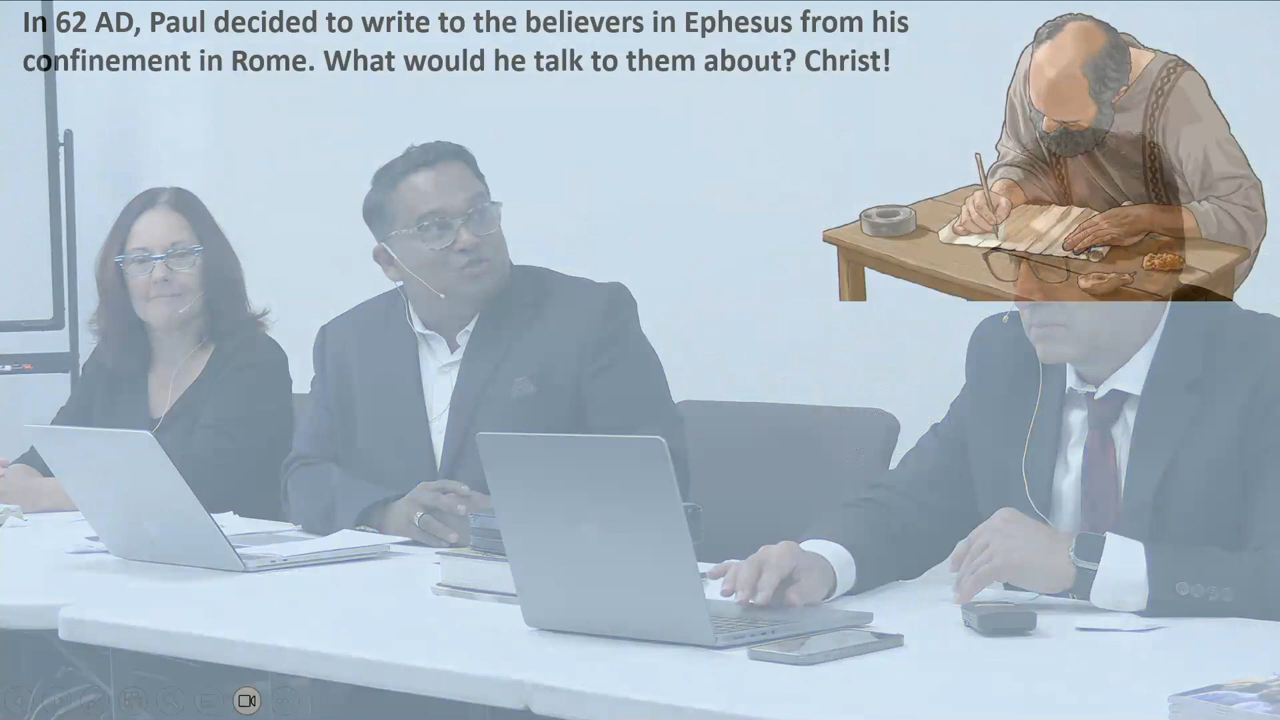 In 62 AD, Paul decided to write to the believers in Ephesus from his
confinement in Rome. What would he talk to them about? Christ!